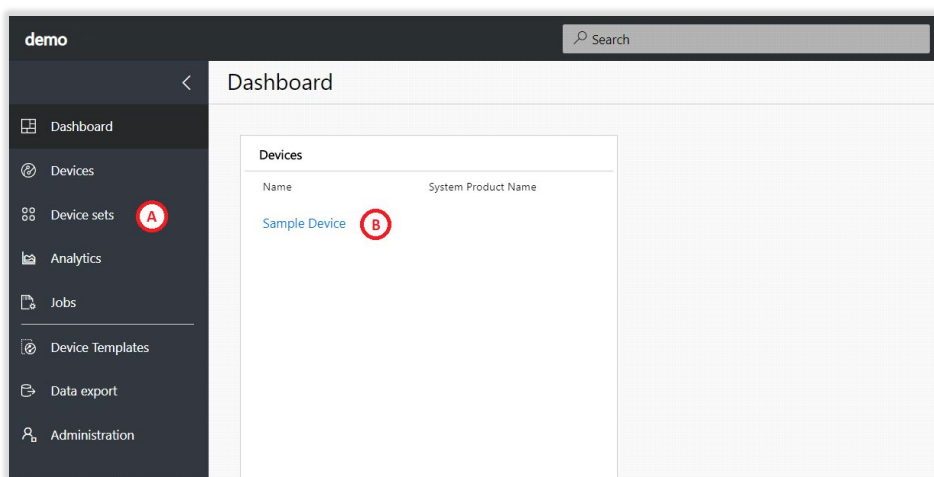 demo
Search
Dashboard
Dashboard
Devices
Device sets
A
Analytics
Jobs
Device Templates
Data export
Administration
Devices
Name System Product Name
Sample Device B